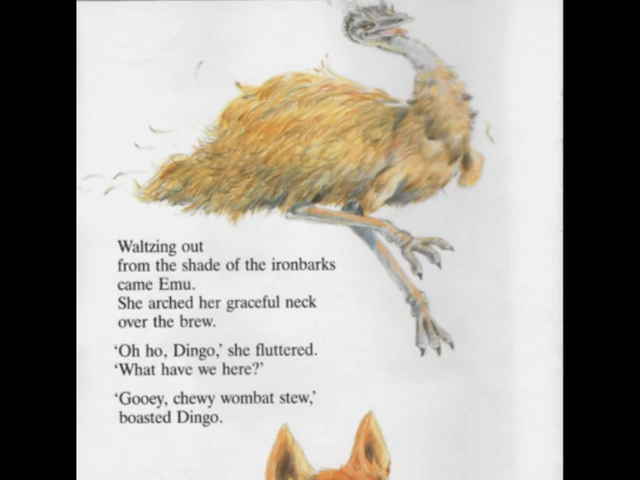 Waltzing out
from the shade of the ironbarks
came Emu.
She arched her graceful neck
over the brew.
‘Oh ho, Dingo,’ she fluttered.
‘What have we here?’
‘Gooey, chewy wombat stew,’
boasted Dingo.